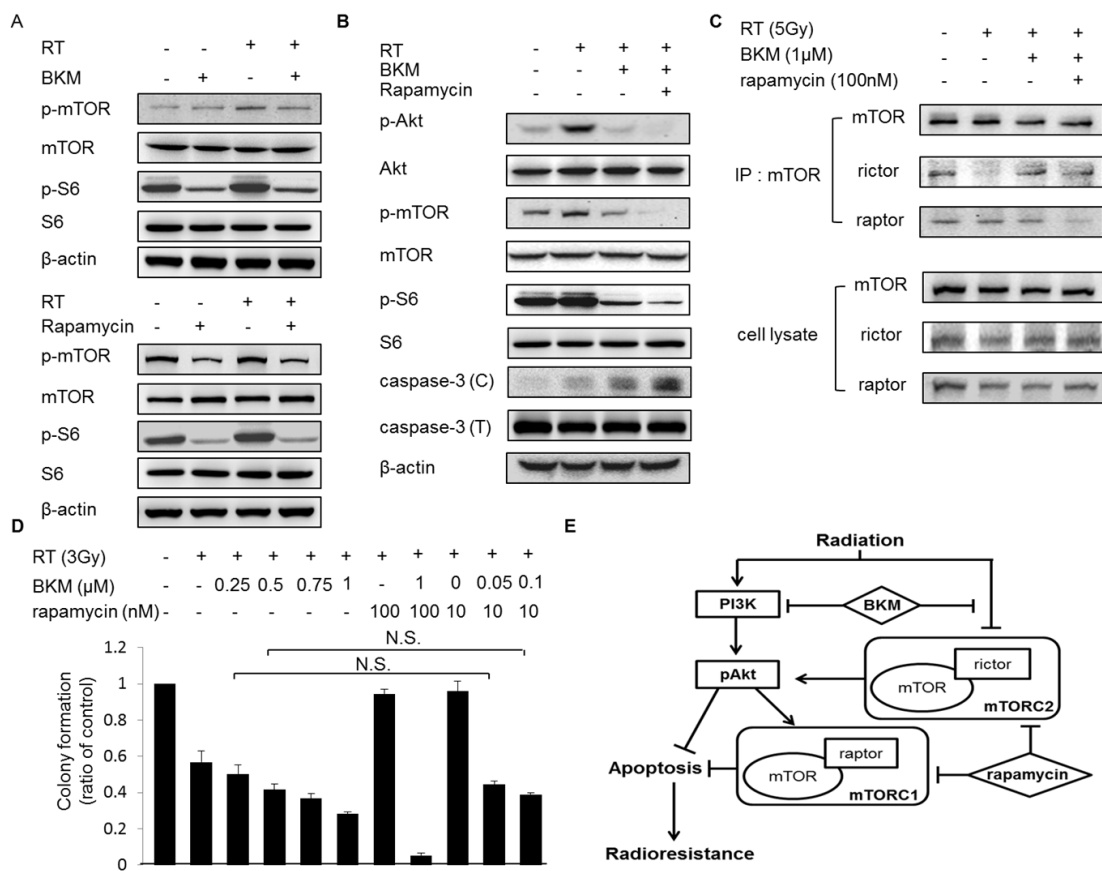 A
RT - - + +
BKM - + - +
p-mTOR
mTOR
p-S6
S6
β-actin
RT - - + +
Rapamycin - + - +
p-mTOR
mTOR
p-S6
S6
β-actin
B
RT - + + +
BKM - - + +
Rapamycin - - - +
p-Akt
Akt
p-mTOR
mTOR
p-S6
S6
caspase-3 (C)
caspase-3 (T)
β-actin
C
RT (5Gy) - + + +
BKM (1μM) - - + +
rapamycin (100nM) - - - +
IP : mTOR
mTOR
rictor
raptor
cell lysate
mTOR
rictor
raptor
D
RT (3Gy) - + + + + + + + + + +
BKM (μM) - - 0.25 0.5 0.75 1 - 1 0 0.05 0.1
rapamycin (nM) - - - - - - 100 100 10 10 10
N.S.
N.S.
Colony formation
(ratio of control)
1.2
1
0.8
0.6
0.4
0.2
0
E
Radiation
PI3K
BKM
pAkt
rictor
mTOR
mTORC2
raptor
mTOR
mTORC1
rapamycin
Apoptosis
Radioresistance